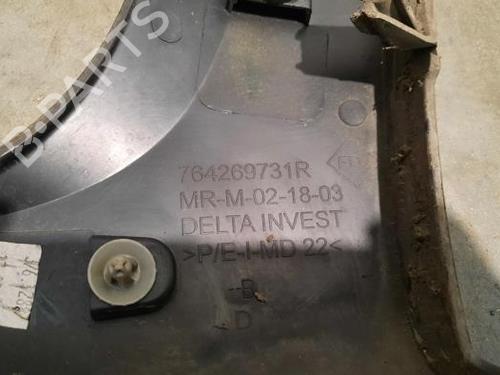 B-PARTS
764269731R
MR-M-02-18-03
DELTA INVEST
>P/E-I-MD 22<
B
D